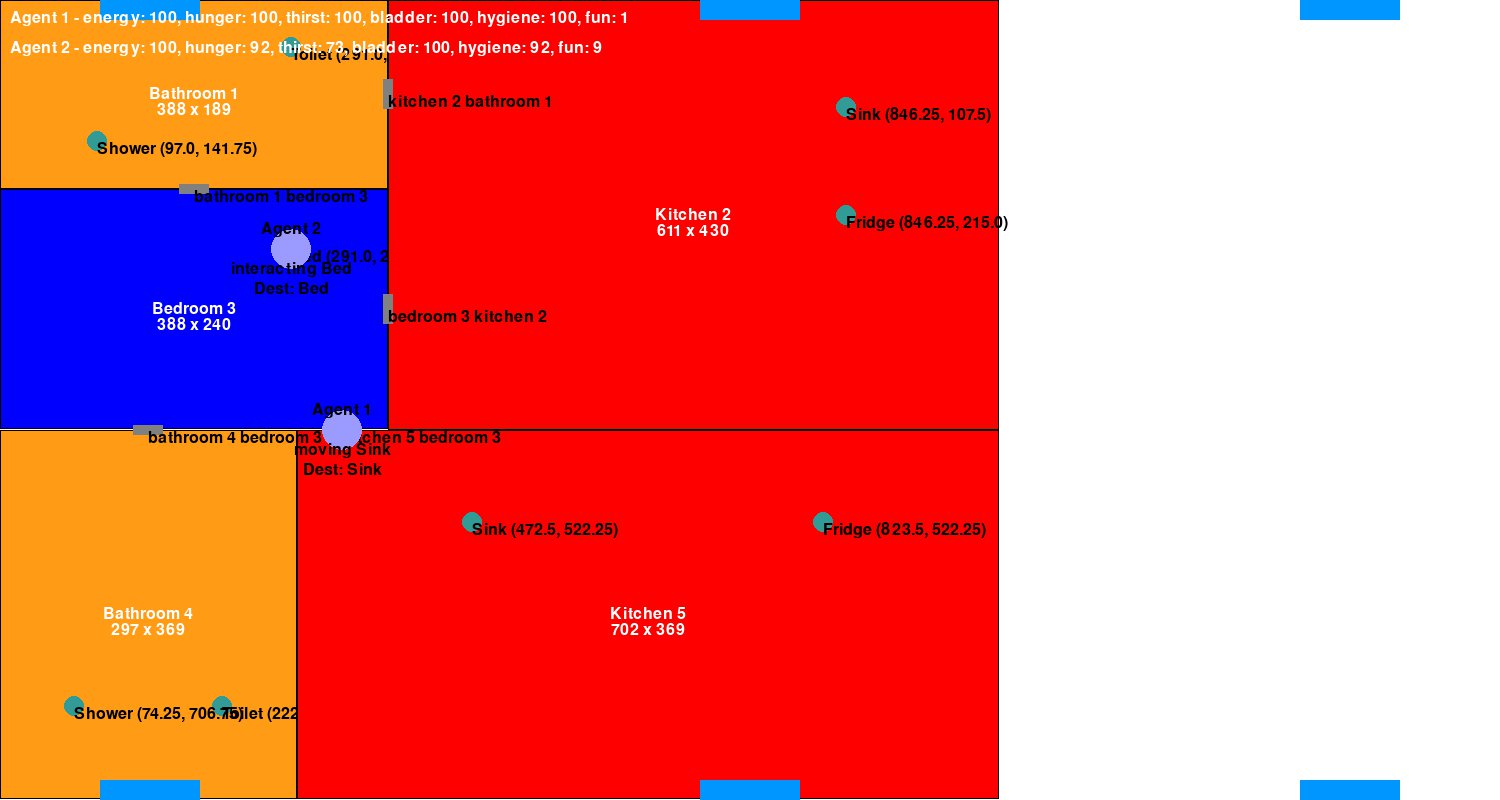 Agent 1 - energy: 100, hunger: 100, thirst: 100, bladder: 100, hygiene: 100, fun: 1
Agent 2 - energy: 100, hunger: 92, thirst: 73, bladder: 100, hygiene: 92, fun: 9
Toilet (291.0,
Bathroom 1
388 x 189
kitchen 2 bathroom 1
Sink (846.25, 107.5)
Shower (97.0, 141.75)
bathroom 1 bedroom 3
Kitchen 2
611 x 430
Fridge (846.25, 215.0)
Agent 2
(291.0, 2
interacting Bed
Dest: Bed
Bedroom 3
388 x 240
bedroom 3 kitchen 2
Agent 1
bathroom 4 bedroom 3 kitchen 5 bedroom 3
moving Sink
Dest: Sink
Sink (472.5, 522.25)
Fridge (823.5, 522.25)
Bathroom 4
297 x 369
Kitchen 5
702 x 369
Shower (74.25, 706.75)
Toilet (222